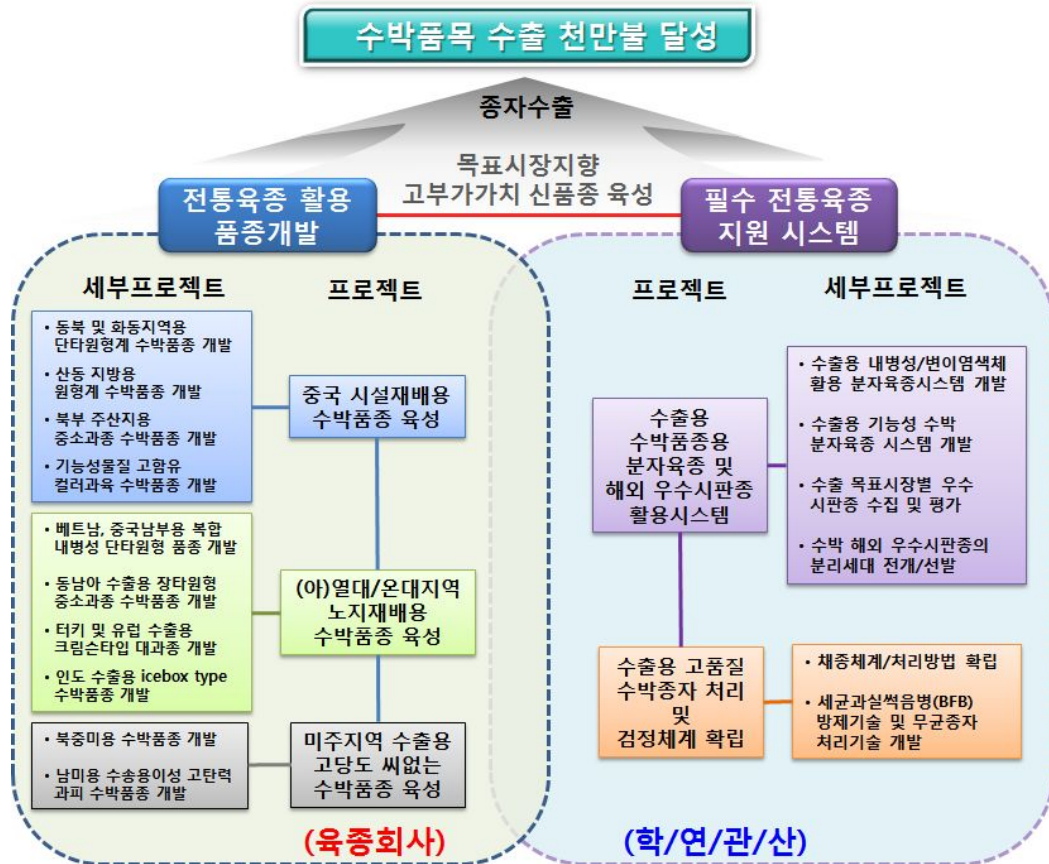 수박품목 수출 천만불 달성
종자수출
목표시장지향
고부가가치 신품종 육성
전통육종 활용
품종개발
필수 전통육종
지원 시스템
세부프로젝트
프로젝트
• 동북 및 화동지역용
단타원형계 수박품종 개발
• 산동 지방용
원형계 수박품종 개발
• 북부 주산지용
중소과종 수박품종 개발
• 기능성물질 고함유
컬러과육 수박품종 개발
중국 시설재배용
수박품종 육성
• 베트남, 중국남부용 복합
내병성 단타원형 품종 개발
• 동남아 수출용 장타원형
중소과종 수박품종 개발
• 터키 및 유럽 수출용
크림슨타입 대과종 개발
• 인도 수출용 icebox type
수박품종 개발
(아)열대/온대지역
노지재배용
수박품종 육성
• 북중미용 수박품종 개발
• 남미용 수송용이성 고탄력
과피 수박품종 개발
미주지역 수출용
고당도 씨없는
수박품종 육성
(육종회사)
프로젝트
세부프로젝트
수출용
수박품종용
분자육종 및
해외 우수시판종
활용시스템
• 수출용 내병성/변이염색체
활용 분자육종시스템 개발
• 수출용 기능성 수박
분자육종 시스템 개발
• 수출 목표시장별 우수
시판종 수집 및 평가
• 수박 해외 우수시판종의
분리세대 전개/선발
수출용 고품질
수박종자 처리
및
검정체계 확립
• 채종체계/처리방법 확립
• 세균과실썩음병(BFB)
방제기술 및 무균종자
처리기술 개발
(학/연/관/산)